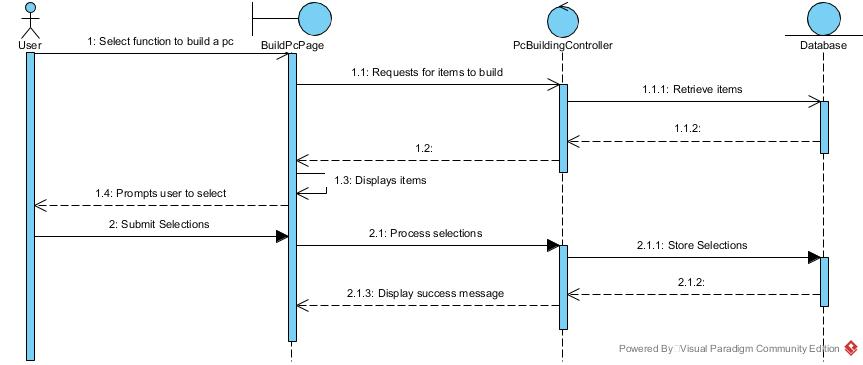 User
BuildPcPage
PcBuildingController
Database
1: Select function to build a pc
1.1: Requests for items to build
1.1.1: Retrieve items
1.1.2:
1.2:
1.3: Displays items
1.4: Prompts user to select
2: Submit Selections
2.1: Process selections
2.1.1: Store Selections
2.1.2:
2.1.3: Display success message
Powered By Visual Paradigm Community Edition